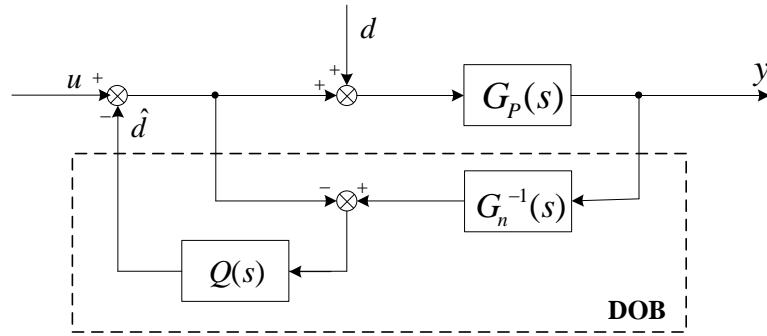 d
u + + + G_P(s) y
− d̂
− + G_n^{-1}(s)
Q(s)
DOB